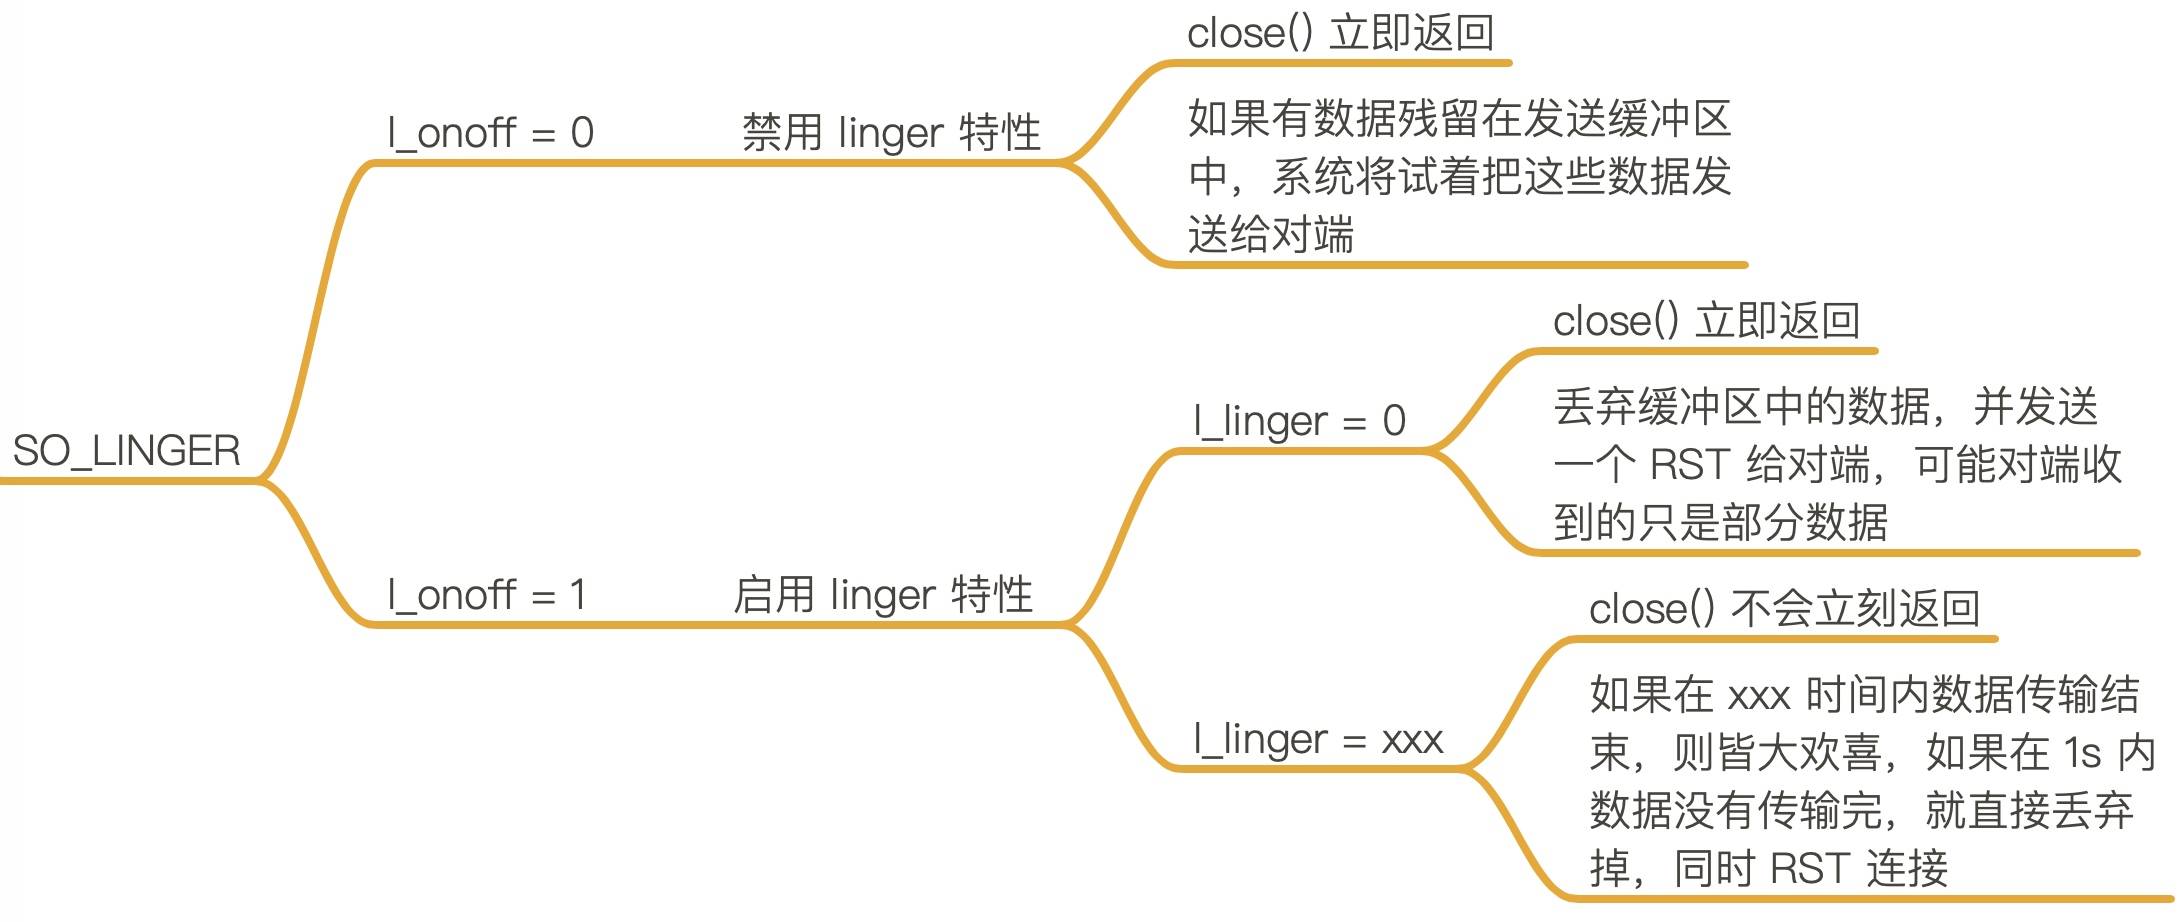 SO_LINGER
l_onoff = 0
禁用 linger 特性
close() 立即返回
如果有数据残留在发送缓冲区
中，系统将试着把这些数据发
送给对端
l_onoff = 1
启用 linger 特性
l_linger = 0
close() 立即返回
丢弃缓冲区中的数据，并发送
一个 RST 给对端，可能对端收
到的只是部分数据
l_linger = xxx
close() 不会立刻返回
如果在 xxx 时间内数据传输结
束，则皆大欢喜，如果在 1s 内
数据没有传输完，就直接丢弃
掉，同时 RST 连接